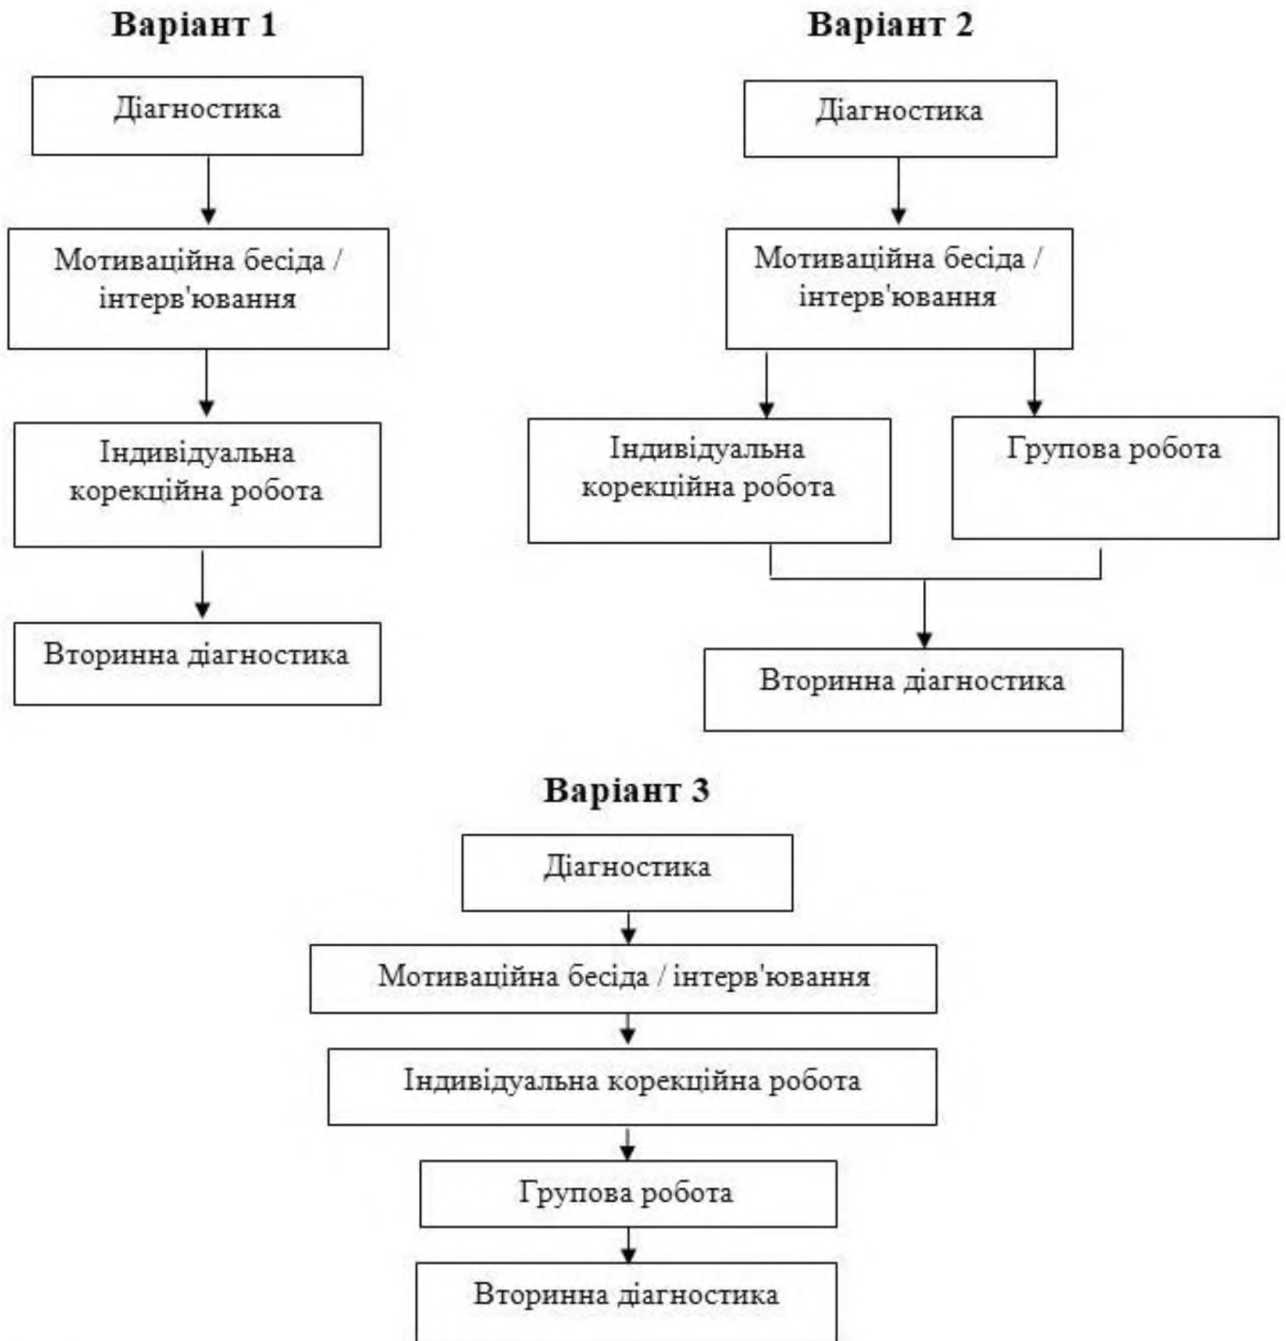 Варіант 1
Діагностика
Мотиваційна бесіда /
інтерв'ювання
Індивідуальна
корекційна робота
Вторинна діагностика
Варіант 2
Діагностика
Мотиваційна бесіда /
інтерв'ювання
Індивідуальна
корекційна робота
Групова робота
Вторинна діагностика
Варіант 3
Діагностика
Мотиваційна бесіда / інтерв'ювання
Індивідуальна корекційна робота
Групова робота
Вторинна діагностика